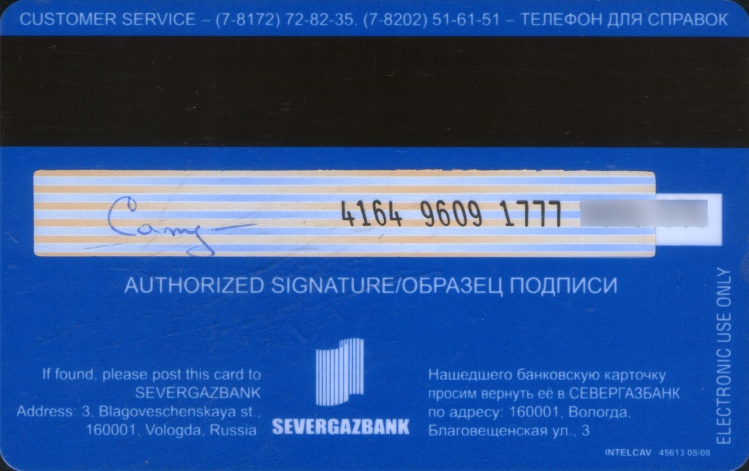 CUSTOMER SERVICE – (7-8172) 72-82-35. (7-8202) 51-61-51 – ТЕЛЕФОН ДЛЯ СПРАВОК
4164 9609 1777
AUTHORIZED SIGNATURE/ОБРАЗЕЦ ПОДПИСИ
ELECTRONIC USE ONLY
If found, please post this card to
SEVERGAZBANK
Address: 3, Blagoveschenskaya st.,
160001, Vologda, Russia
SEVERGAZBANK
Нашедшего банковскую карточку
просим вернуть её в СЕВЕРГАЗБАНК
по адресу: 160001, Вологда,
Благовещенская ул., 3
INTELCAV 45613 08/08